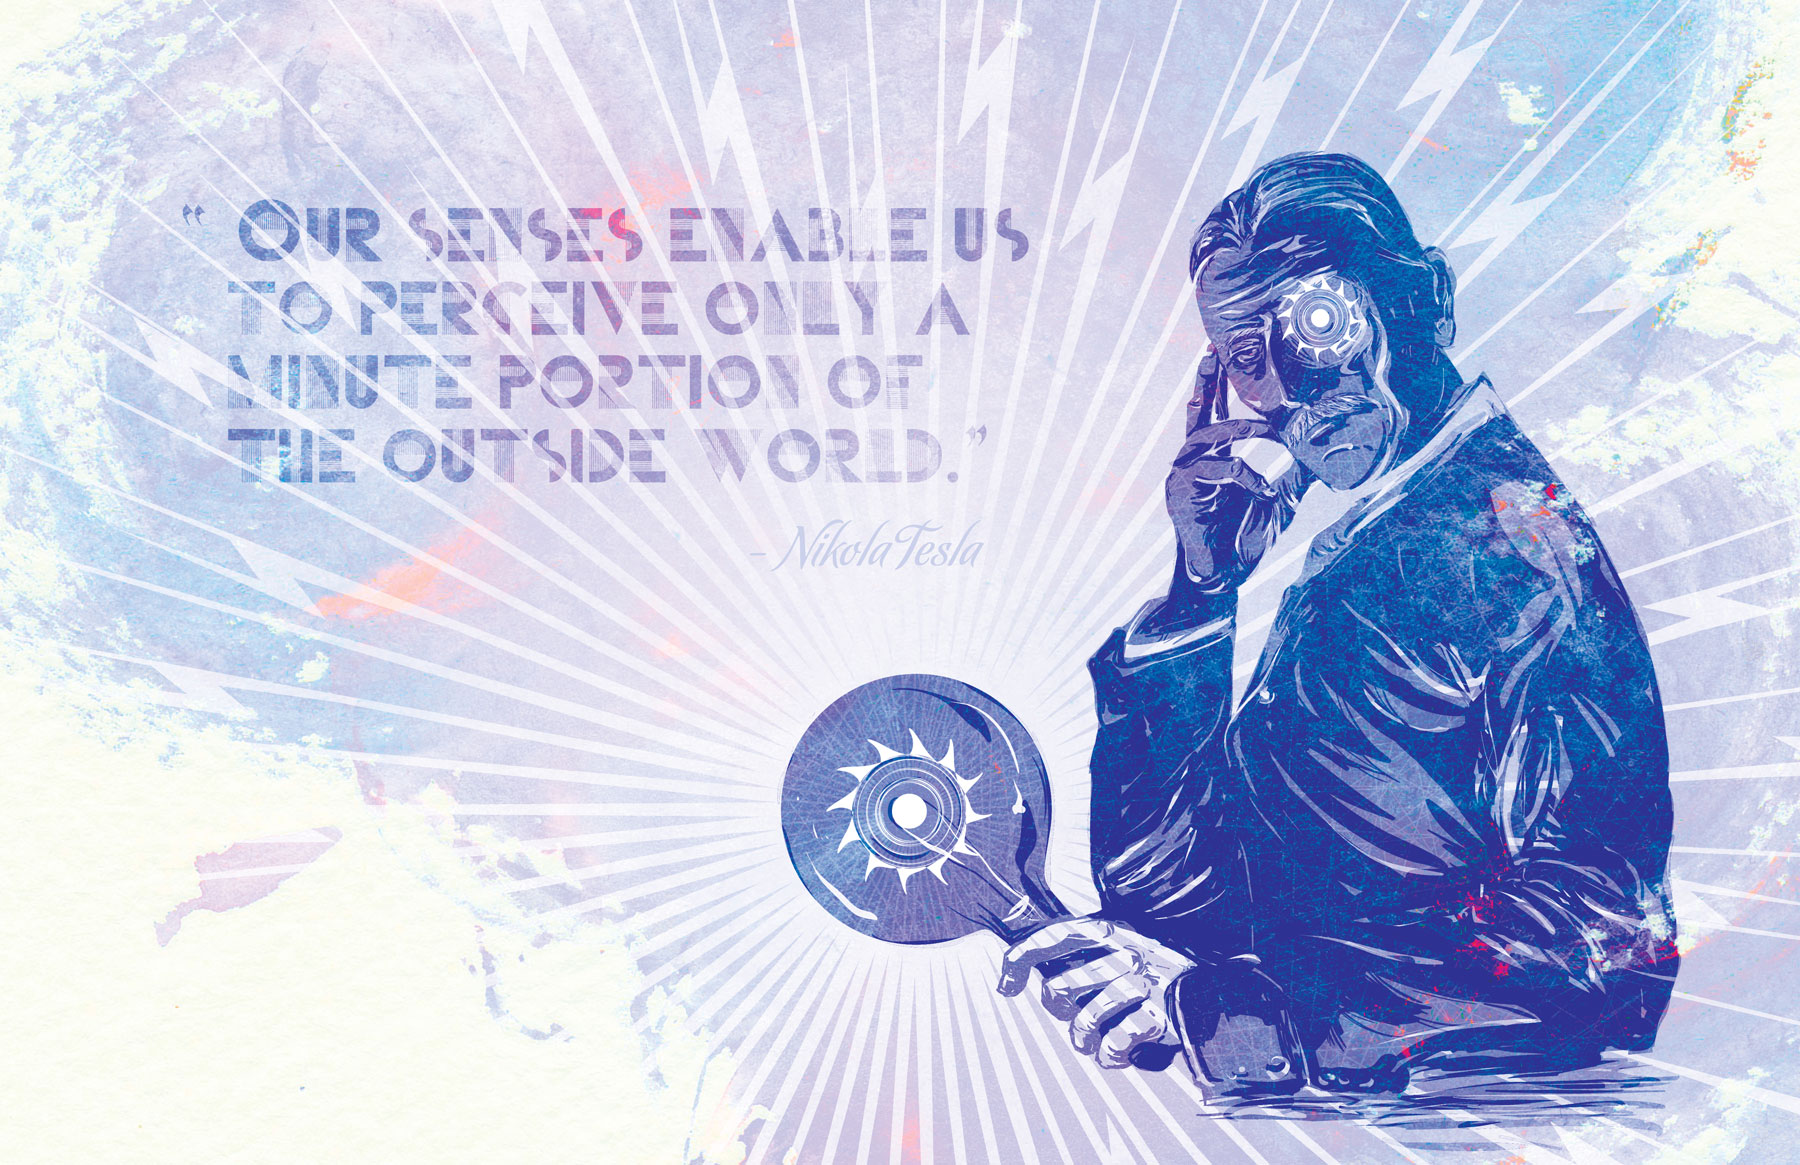 " Our senses enable us
to perceive only a
minute portion of
the outside world."
- Nikola Tesla